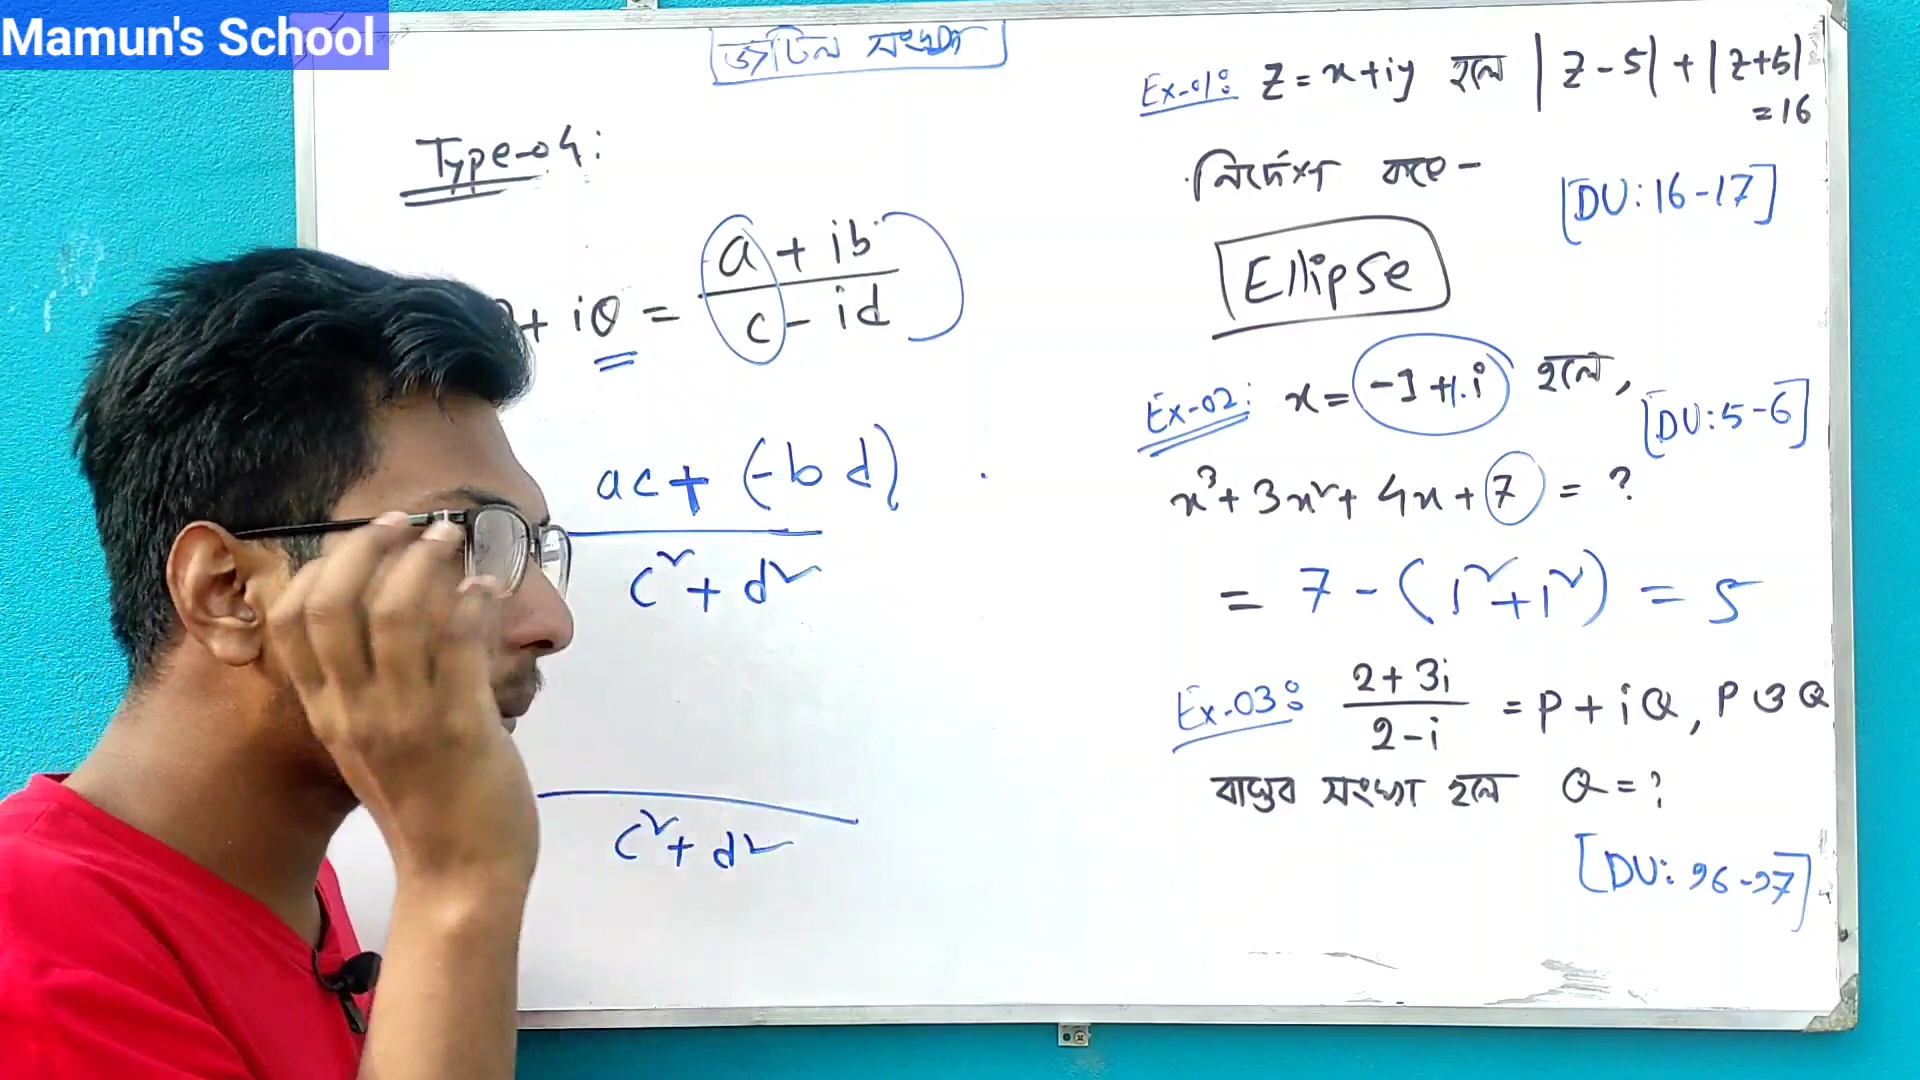 Mamun's School
জটিল সংখ্যা
Type-04:
+ iQ = a + ib / c - id
ac + (-bd)
c² + d²
c² + d²
Ex-01: Z = x+iy হলে |Z-5| + |Z+5|
=16
নির্দেশ করে-
[DU: 16-17]
Ellipse
Ex-02: x = -1+1.i হলে,
[DU: 5-6]
x³ + 3x² + 4x + 7 = ?
= 7 - (1² + 1²) = 5
Ex-03: 2+3i / 2-i = P + iQ, P ও Q
বাস্তব সংখ্যা হলে Q = ?
[DU: 96-97]